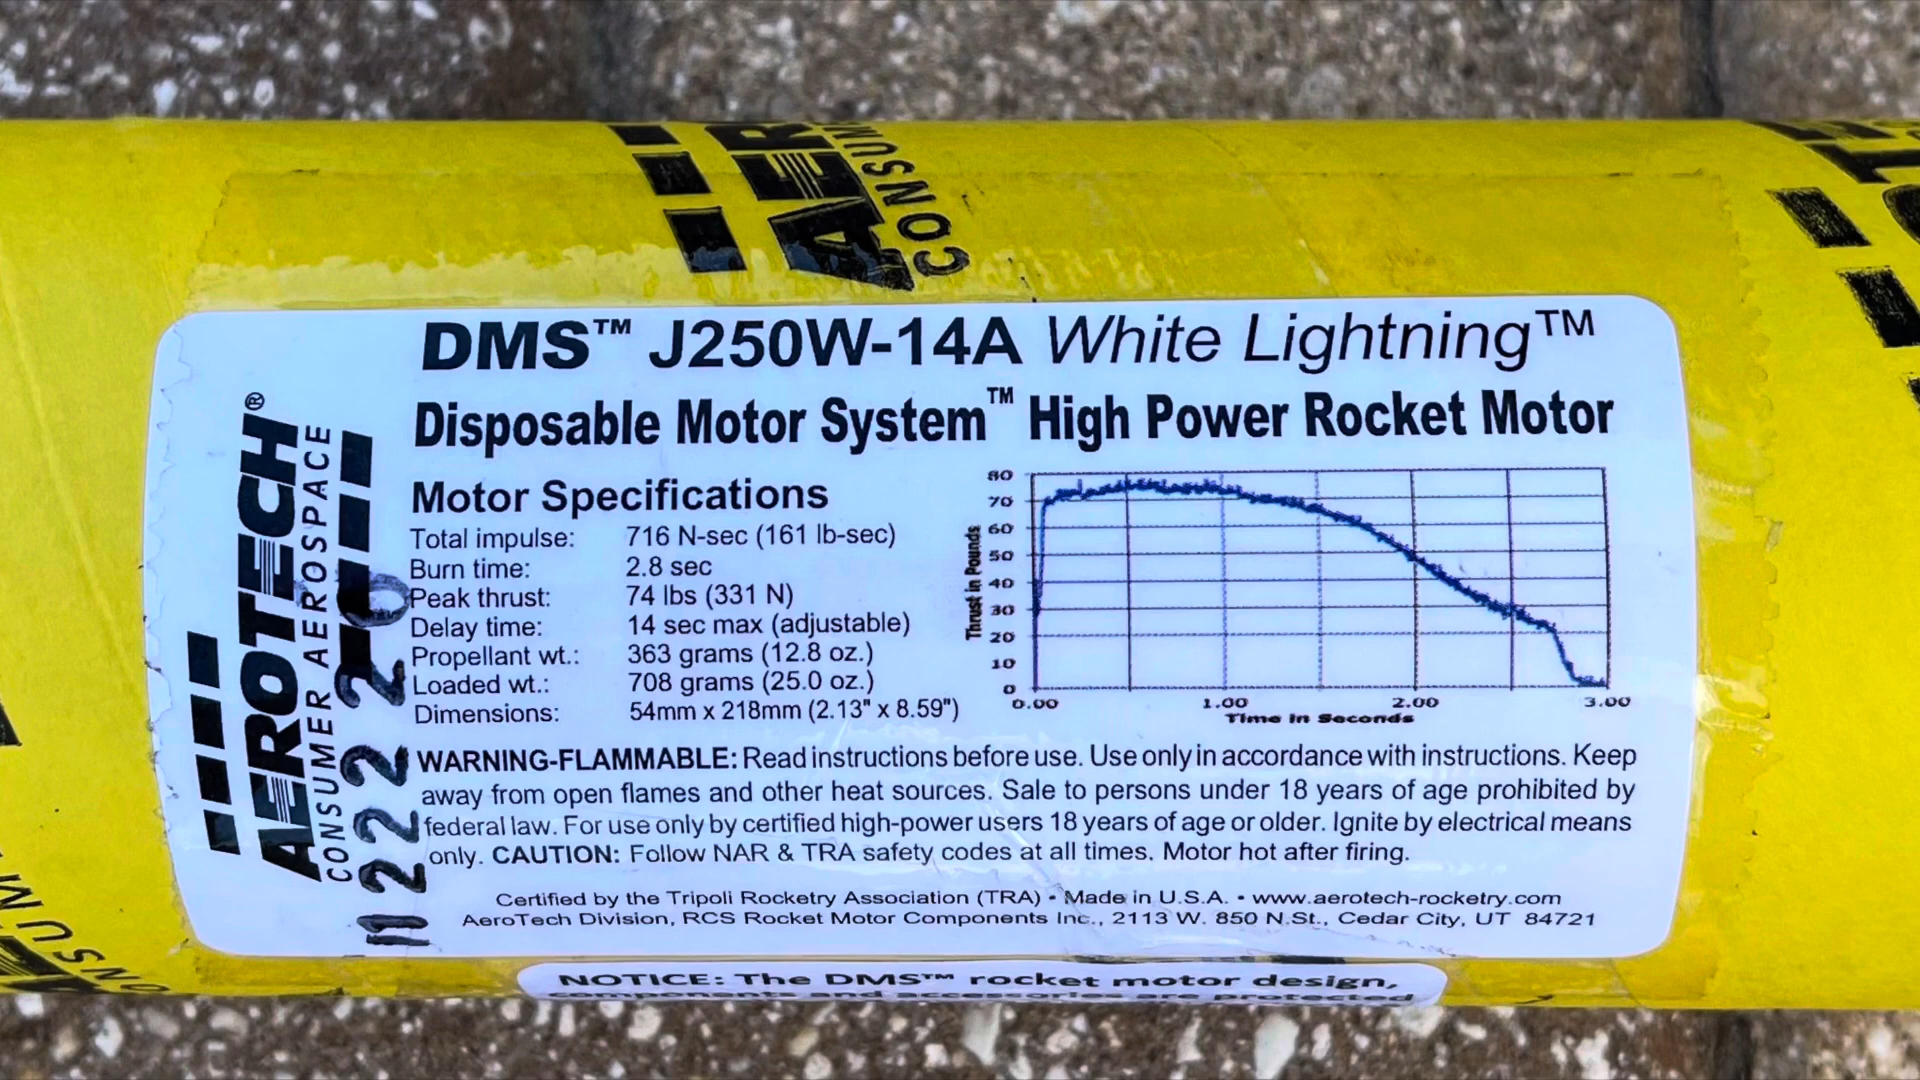 AER
CONSUM
DMS™ J250W-14A White Lightning™
Disposable Motor System™ High Power Rocket Motor
AEROTECH®
CONSUMER AEROSPACE
Motor Specifications
Total impulse: 716 N-sec (161 lb-sec)
Burn time: 2.8 sec
Peak thrust: 74 lbs (331 N)
Delay time: 14 sec max (adjustable)
Propellant wt.: 363 grams (12.8 oz.)
Loaded wt.: 708 grams (25.0 oz.)
Dimensions: 54mm x 218mm (2.13" x 8.59")
Thrust in Pounds
80
70
60
50
40
30
20
10
0
0.00 1.00 2.00 3.00
Time in Seconds
WARNING-FLAMMABLE: Read instructions before use. Use only in accordance with instructions. Keep
away from open flames and other heat sources. Sale to persons under 18 years of age prohibited by
federal law. For use only by certified high-power users 18 years of age or older. Ignite by electrical means
only. CAUTION: Follow NAR & TRA safety codes at all times. Motor hot after firing.
Certified by the Tripoli Rocketry Association (TRA) • Made in U.S.A. • www.aerotech-rocketry.com
AeroTech Division, RCS Rocket Motor Components Inc., 2113 W. 850 N.St., Cedar City, UT 84721
NOTICE: The DMS™ rocket motor design,
components and accessories are protected